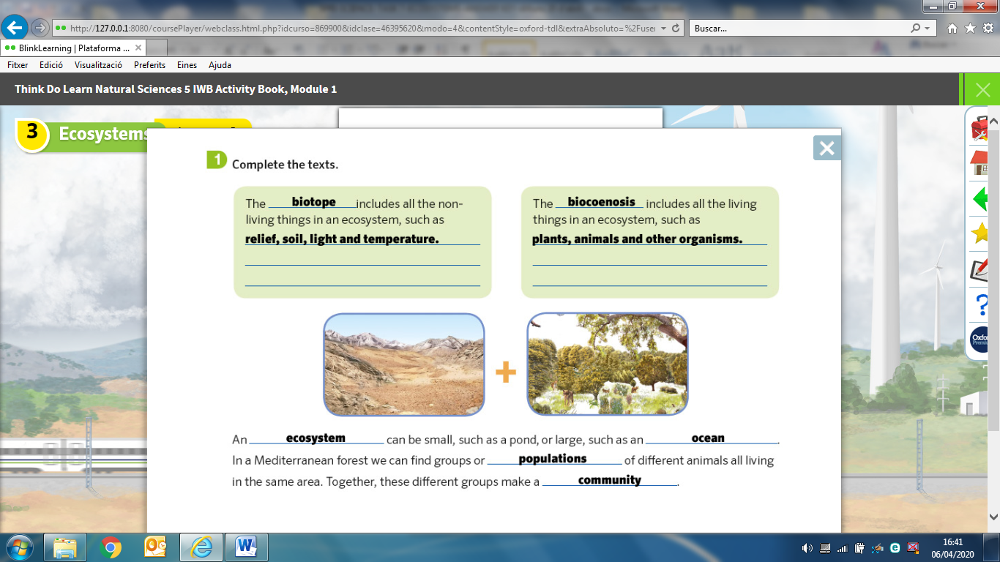 http://127.0.0.1:8080/coursePlayer/webclass.html.php?idcurso=869900&idclase=46395620&modo=4&contentStyle=oxford-tdl&extraAbsoluto=%2Fuser
Buscar...
BlinkLearning | Plataforma ...
Fitxer Edició Visualització Preferits Eines Ajuda
Think Do Learn Natural Sciences 5 IWB Activity Book, Module 1
3 Ecosystems
1 Complete the texts.
The biotope includes all the non-
living things in an ecosystem, such as
relief, soil, light and temperature.
The biocoenosis includes all the living
things in an ecosystem, such as
plants, animals and other organisms.
An ecosystem can be small, such as a pond, or large, such as an ocean.
In a Mediterranean forest we can find groups or populations of different animals all living
in the same area. Together, these different groups make a community.
16:41
06/04/2020